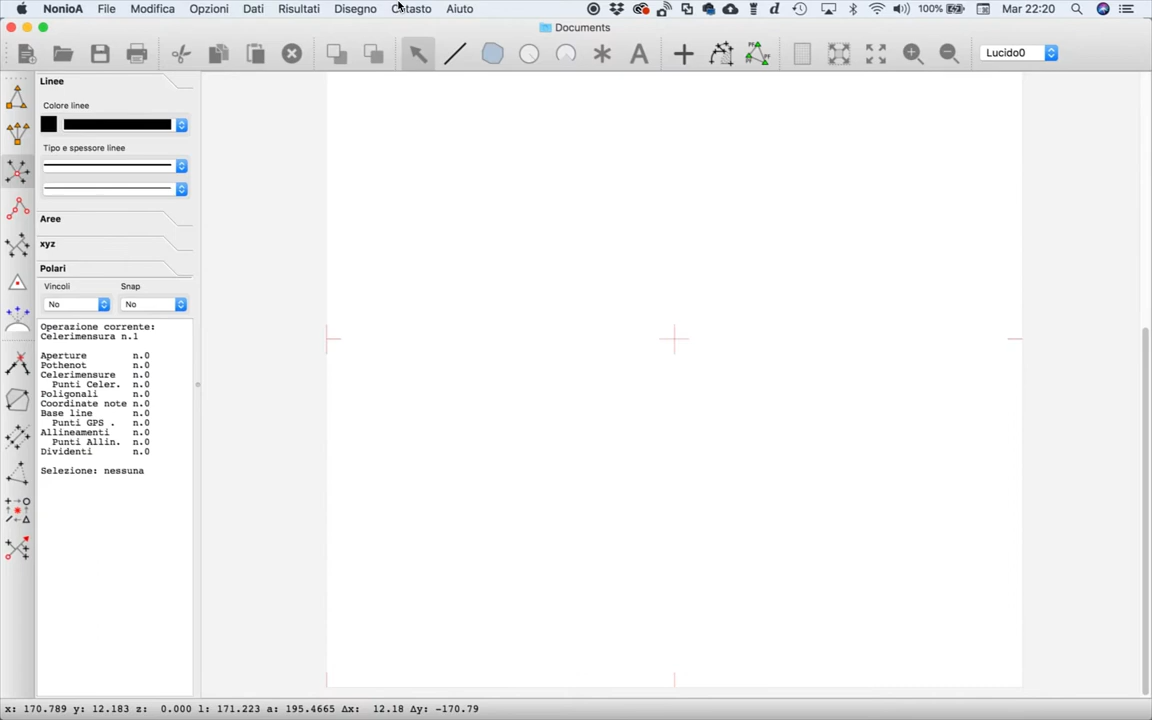 NonioA File Modifica Opzioni Dati Risultati Disegno Catasto Aiuto 100% Mar 22:20
Documents
Lucido0
Linee
Colore linee
Tipo e spessore linee
Aree
xyz
Polari
Vincoli Snap
No No
Operazione corrente:
Celerimensura n.1
Aperture n.0
Pothenot n.0
Celerimensure n.0
Punti Celer. n.0
Poligonali n.0
Coordinate note n.0
Base line n.0
Punti GPS . n.0
Allineamenti n.0
Punti Allin. n.0
Dividenti n.0
Selezione: nessuna
x: 170.789 y: 12.183 z: 0.000 l: 171.223 a: 195.4665 Δx: 12.18 Δy: -170.79